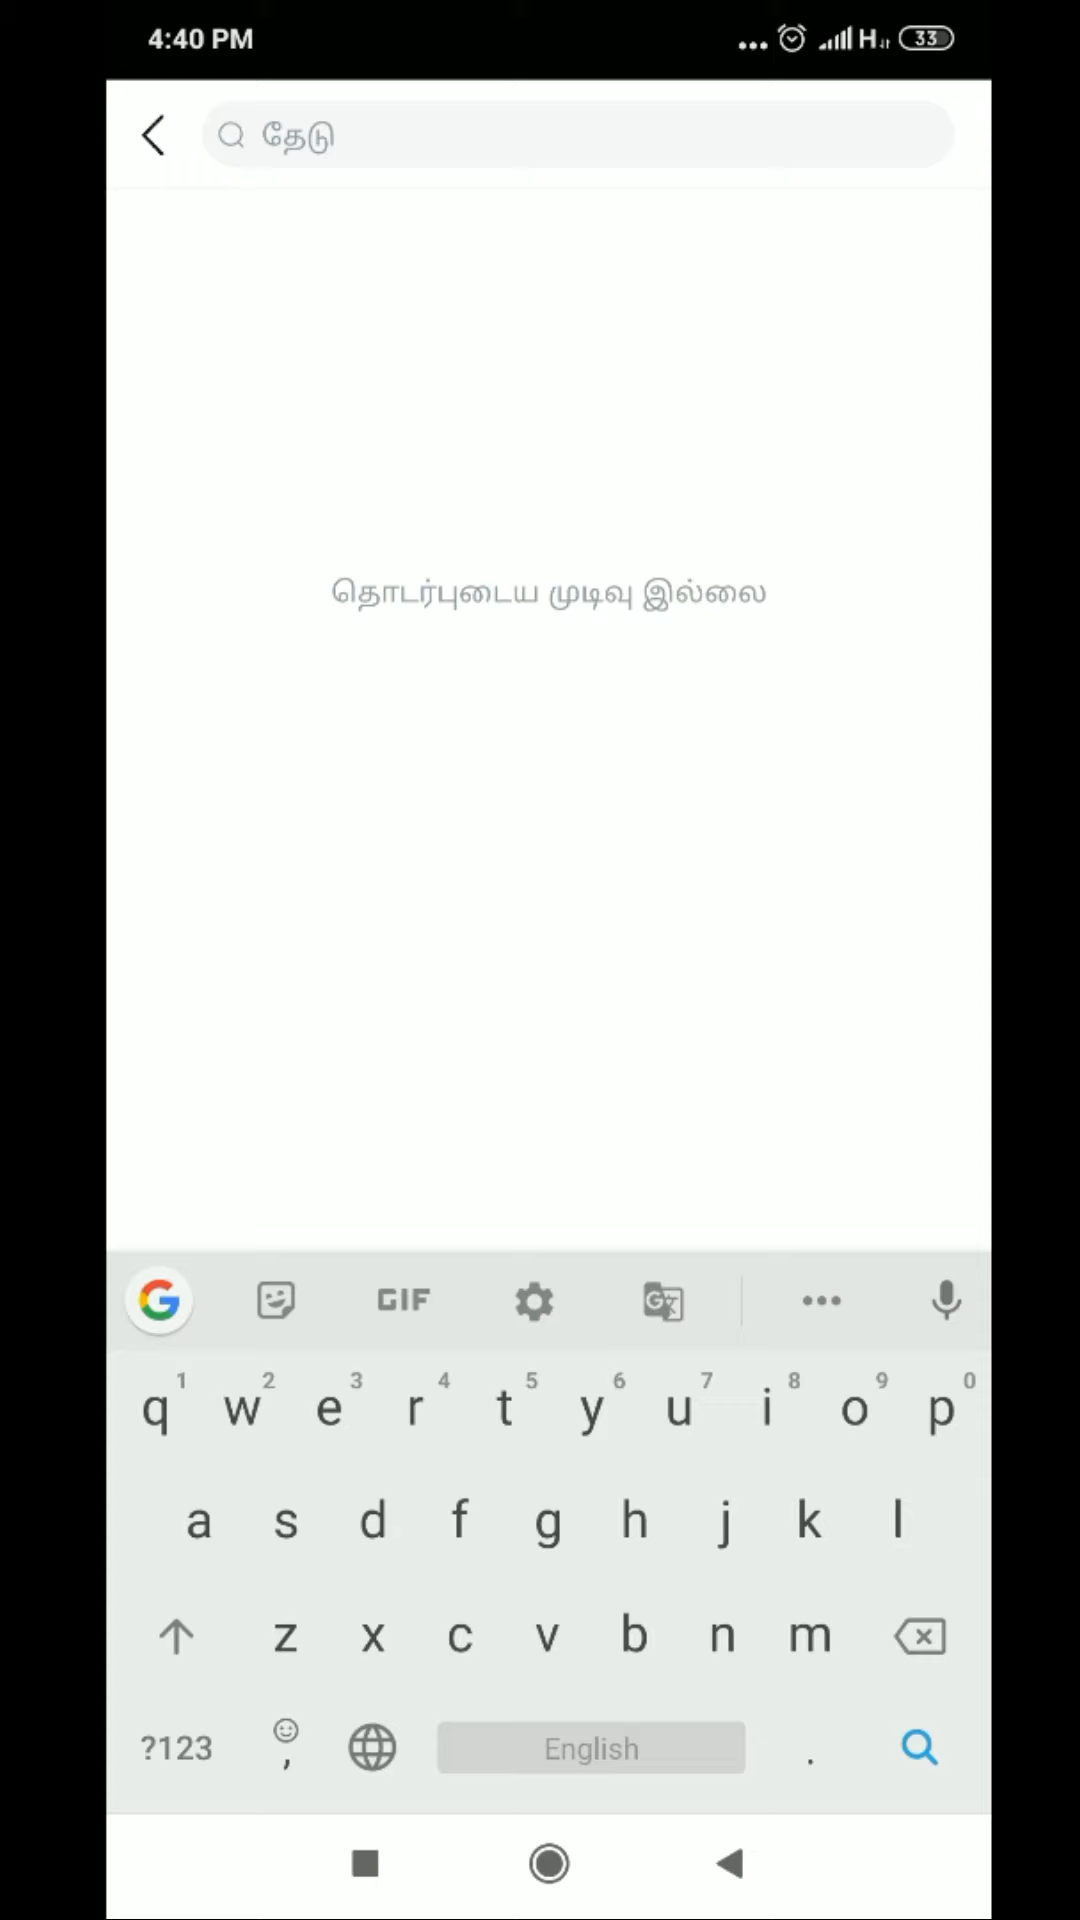 4:40 PM
H 33
தேடு
தொடர்புடைய முடிவு இல்லை
G GIF G
1 2 3 4 5 6 7 8 9 0
q w e r t y u i o p
a s d f g h j k l
z x c v b n m
?123 , English .